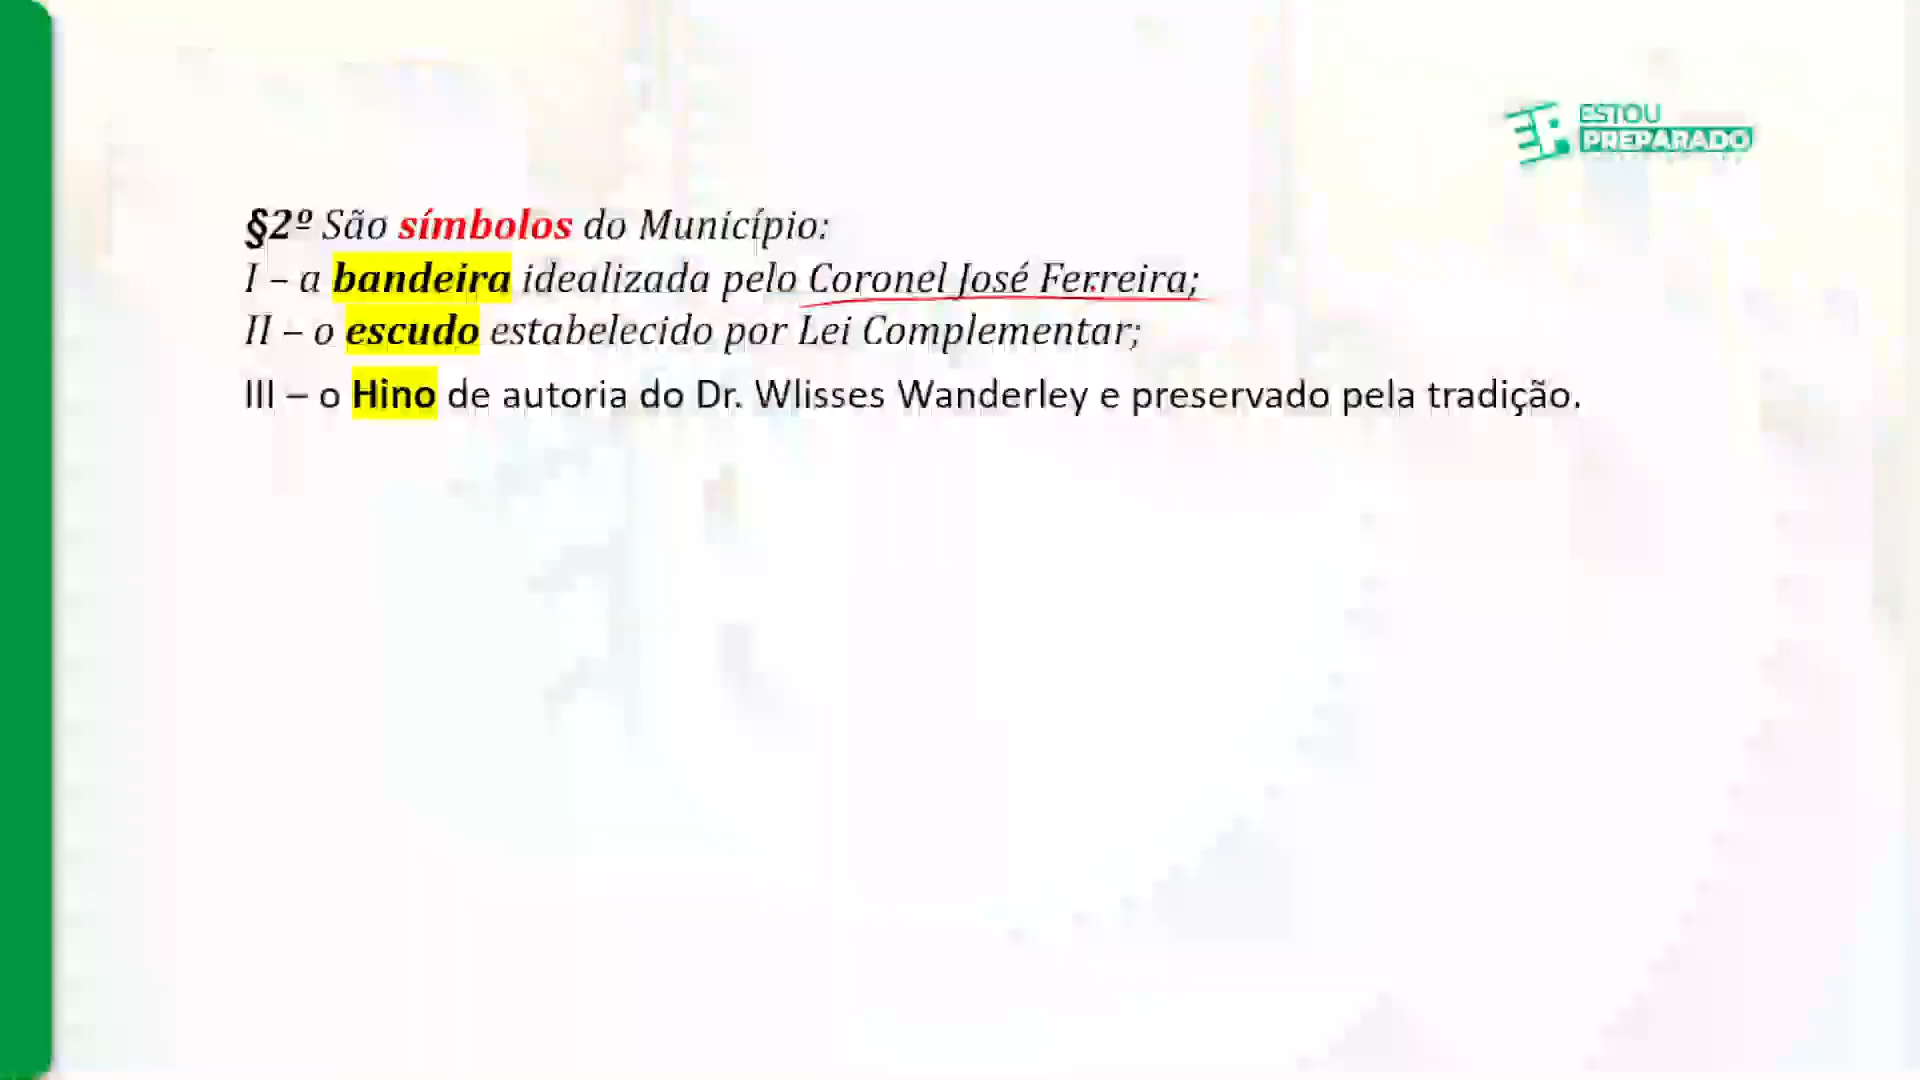 ESTOU
PREPARADO
§2º São símbolos do Município:
I – a bandeira idealizada pelo Coronel José Ferreira;
II – o escudo estabelecido por Lei Complementar;
III – o Hino de autoria do Dr. Wlisses Wanderley e preservado pela tradição.